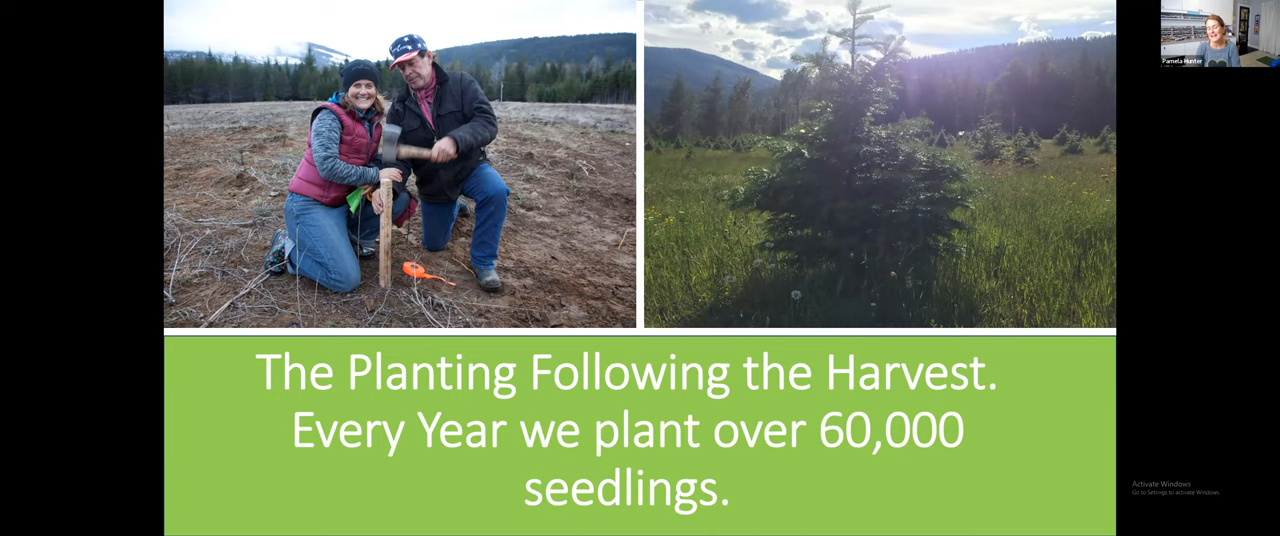 Pamela Hunter
The Planting Following the Harvest.
Every Year we plant over 60,000
seedlings.
Activate Windows
Go to Settings to activate Windows.